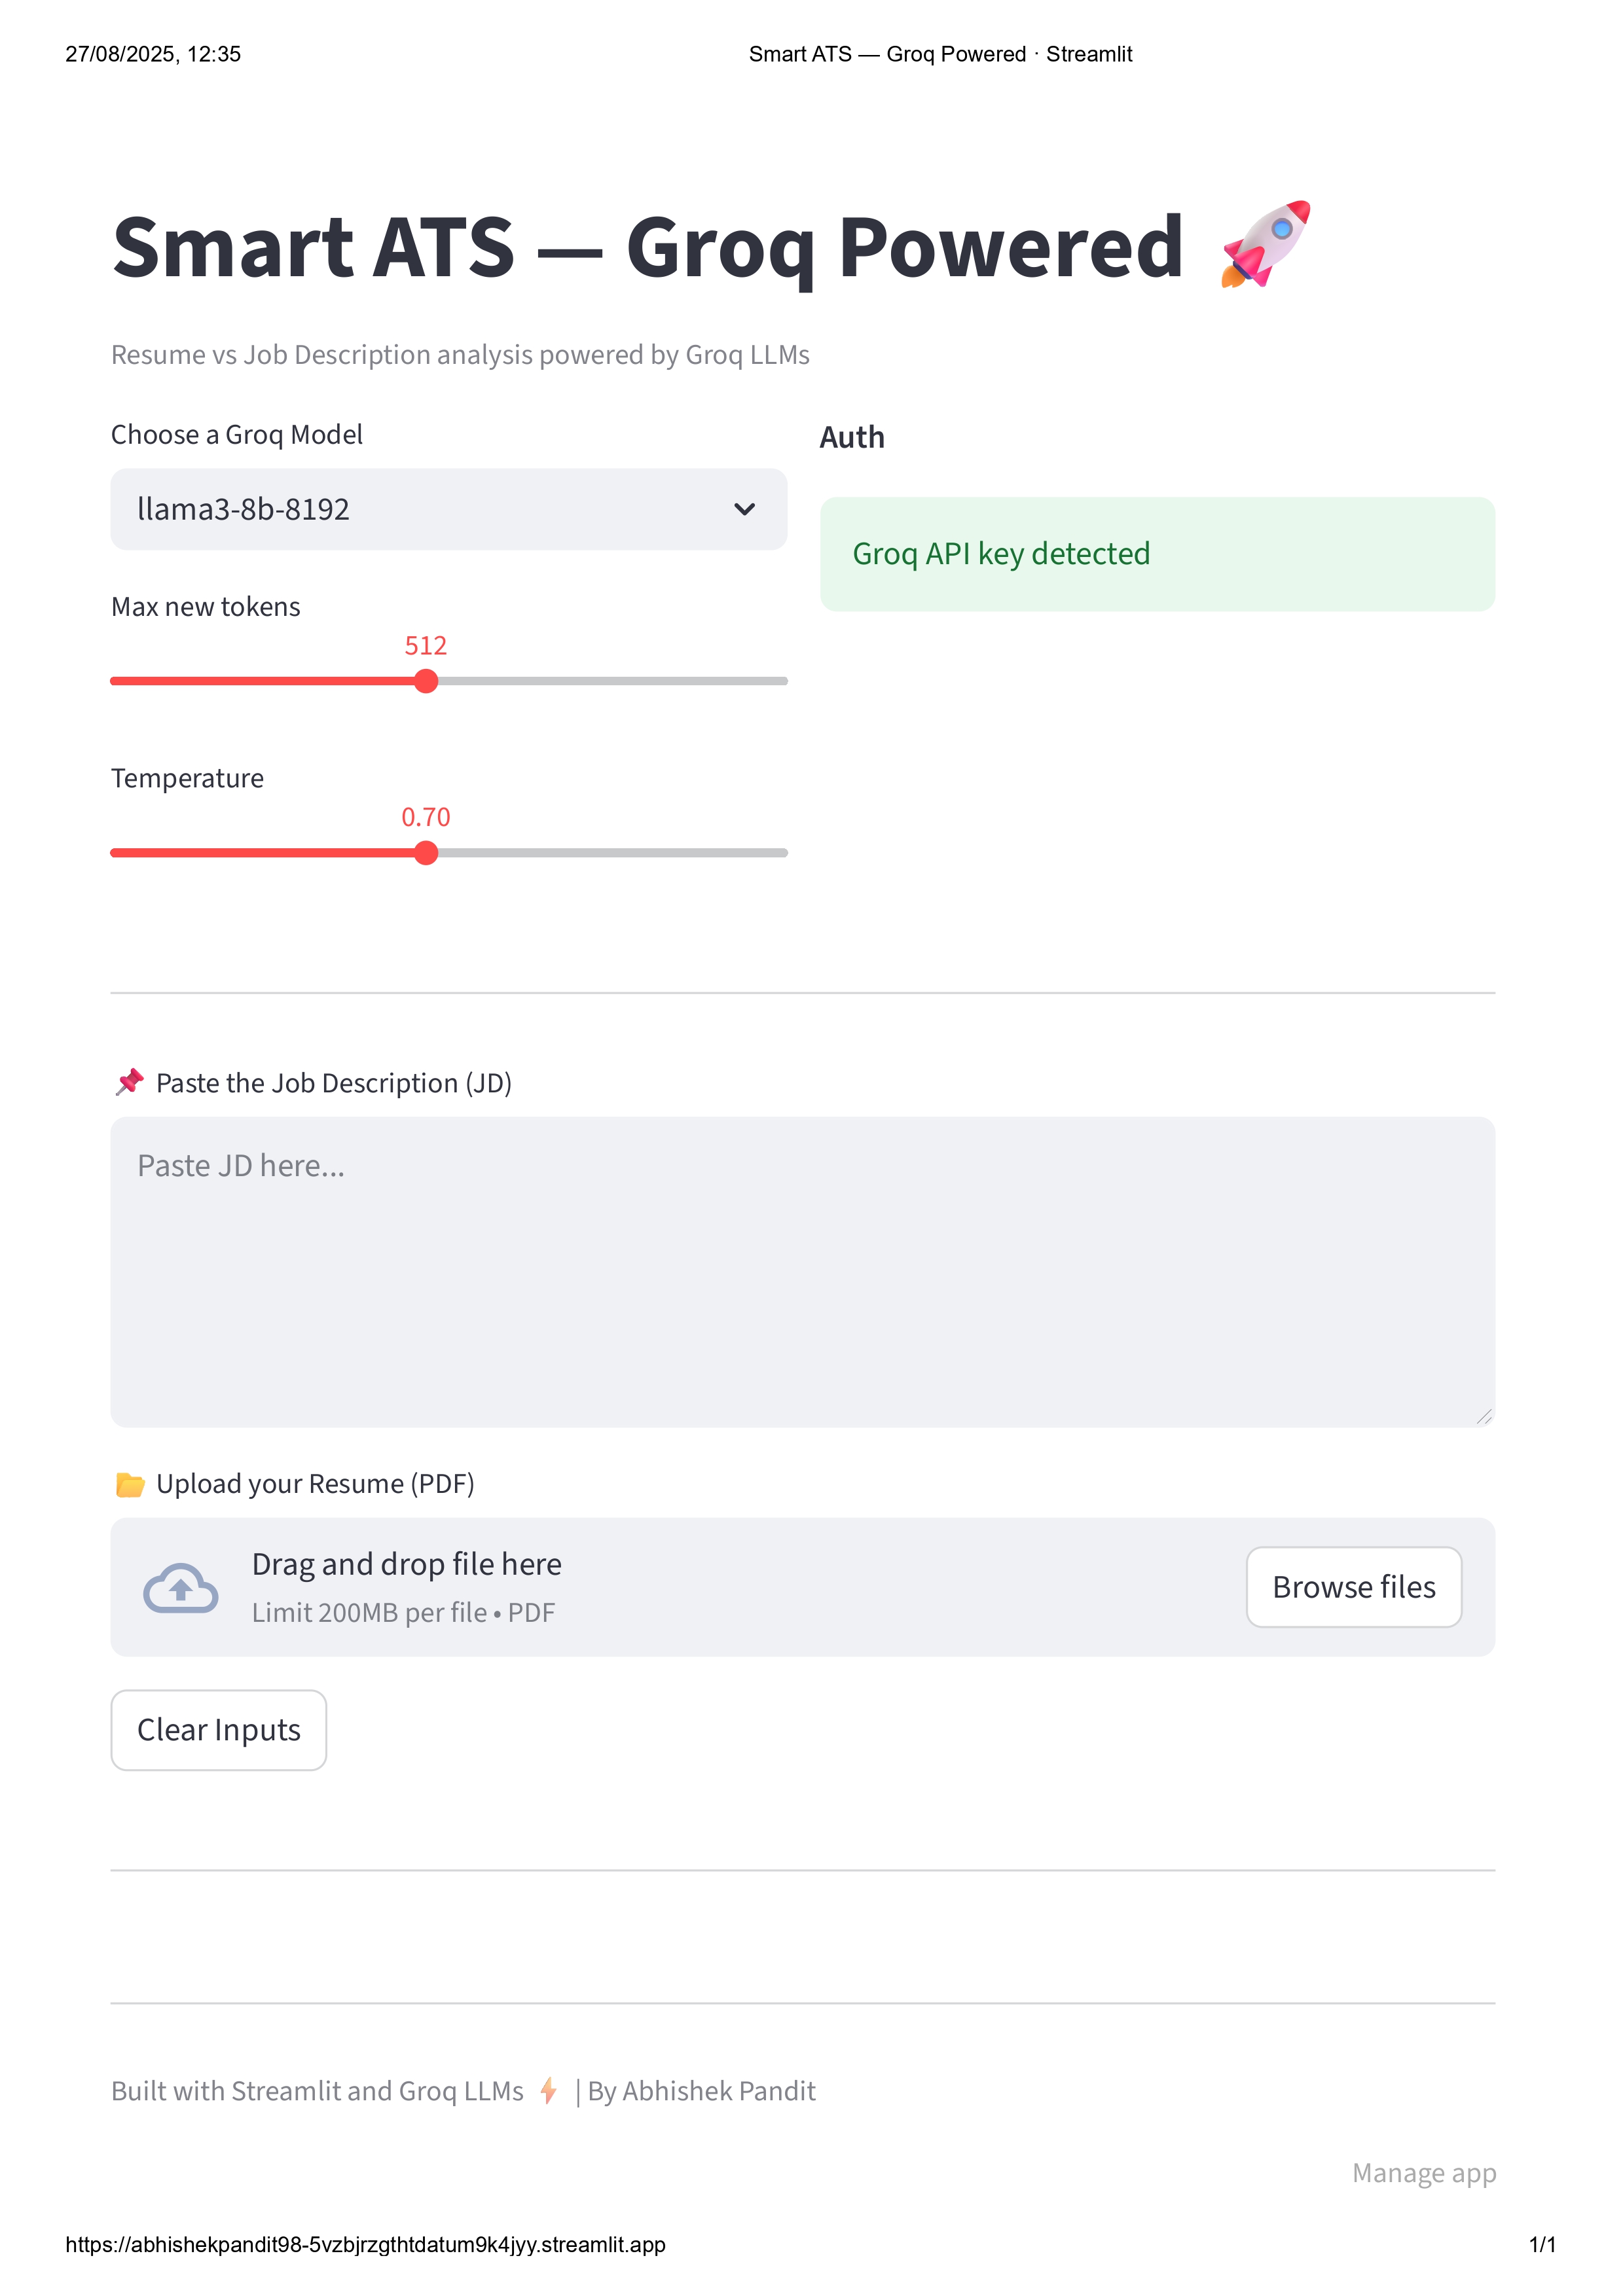 27/08/2025, 12:35
Smart ATS — Groq Powered · Streamlit
Smart ATS — Groq Powered 🚀
Resume vs Job Description analysis powered by Groq LLMs
Choose a Groq Model
llama3-8b-8192
Max new tokens
512
Temperature
0.70
Auth
Groq API key detected
📌 Paste the Job Description (JD)
Paste JD here...
📂 Upload your Resume (PDF)
Drag and drop file here
Limit 200MB per file • PDF
Browse files
Clear Inputs
Built with Streamlit and Groq LLMs ⚡ | By Abhishek Pandit
Manage app
https://abhishekpandit98-5vzbjrzgthtdatum9k4jyy.streamlit.app
1/1